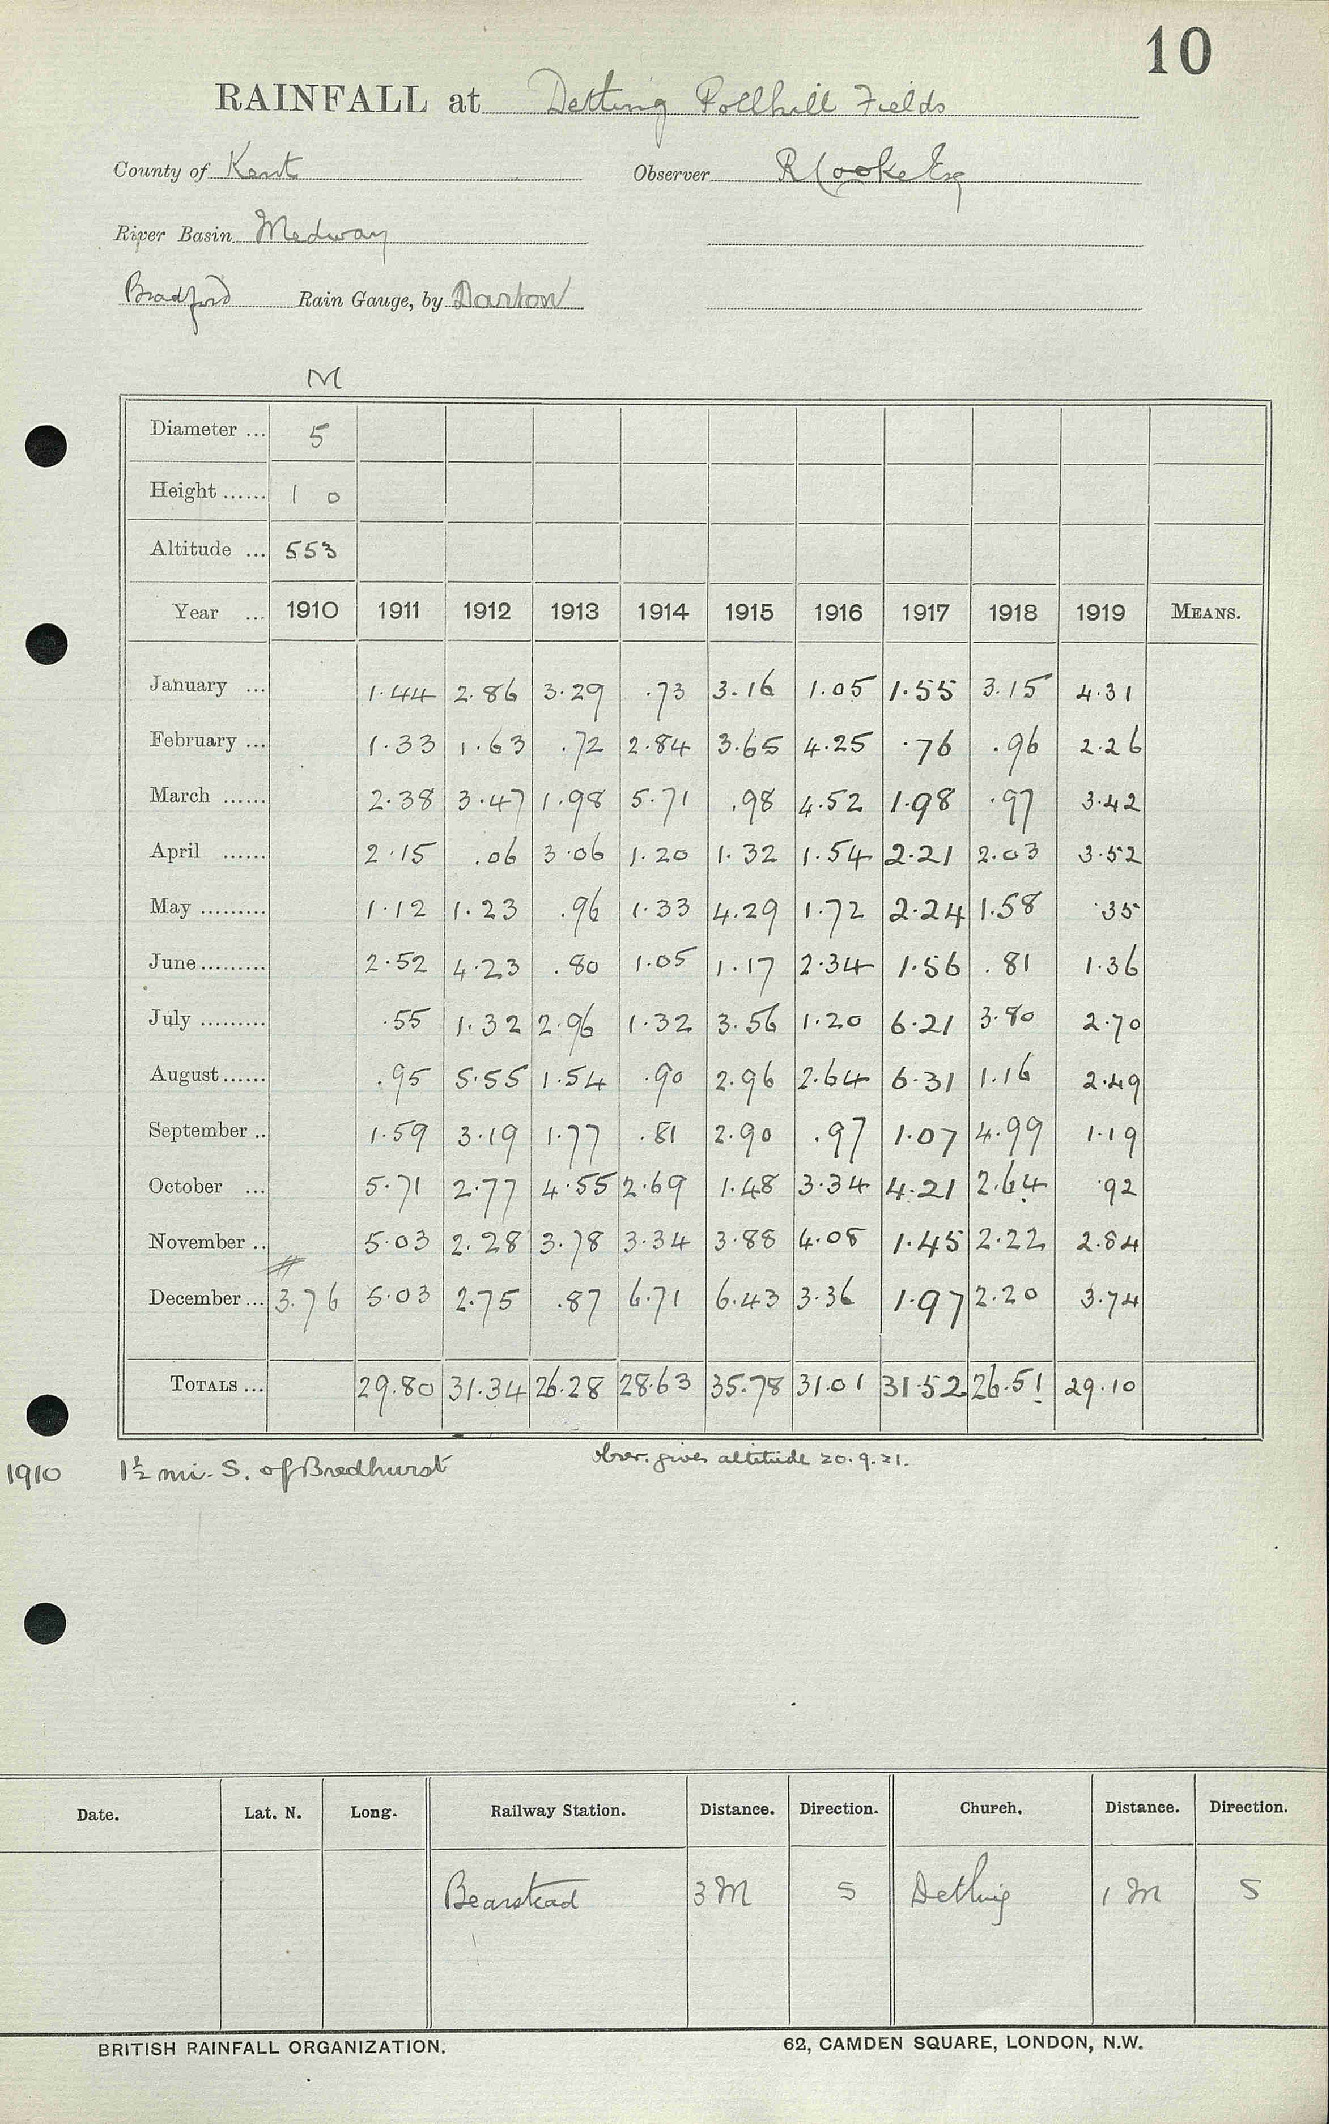 10
RAINFALL at Detling Pollhill Fields
County of Kent Observer R Cooke Esq
River Basin Medway
Bradford Rain Gauge, by Darton
M
Diameter ... 5
Height ...... 1 0
Altitude ... 553
Year ... 1910 1911 1912 1913 1914 1915 1916 1917 1918 1919 MEANS.
January ... 1.44 2.86 3.29 .73 3.16 1.05 1.55 3.15 4.31
February ... 1.33 1.63 .72 2.84 3.65 4.25 .76 .96 2.26
March ...... 2.38 3.47 1.98 5.71 .98 4.52 1.98 .97 3.42
April ...... 2.15 .06 3.06 1.20 1.32 1.54 2.21 2.03 3.52
May ......... 1.12 1.23 .96 1.33 4.29 1.72 2.24 1.58 .35
June ......... 2.52 4.23 .80 1.05 1.17 2.34 1.56 .81 1.36
July ......... .55 1.32 2.96 1.32 3.56 1.20 6.21 3.80 2.70
August ...... .95 5.55 1.54 .90 2.96 2.64 6.31 1.16 2.49
September .. 1.59 3.19 1.77 .81 2.90 .97 1.07 4.99 1.19
October ... 5.71 2.77 4.55 2.69 1.48 3.34 4.21 2.64 .92
November .. 5.03 2.28 3.78 3.34 3.88 4.08 1.45 2.22 2.84
December ... 3.76 5.03 2.75 .87 6.71 6.43 3.36 1.97 2.20 3.74
TOTALS ... 29.80 31.34 26.28 28.63 35.78 31.01 31.52 26.51 29.10
1910 1½ mi. S. of Bredhurst obser. gives altitude 20.9.21.
Date. Lat. N. Long. Railway Station. Distance. Direction. Church. Distance. Direction.
Bearstead 3 M S Detling 1 M S
BRITISH RAINFALL ORGANIZATION. 62, CAMDEN SQUARE, LONDON, N.W.